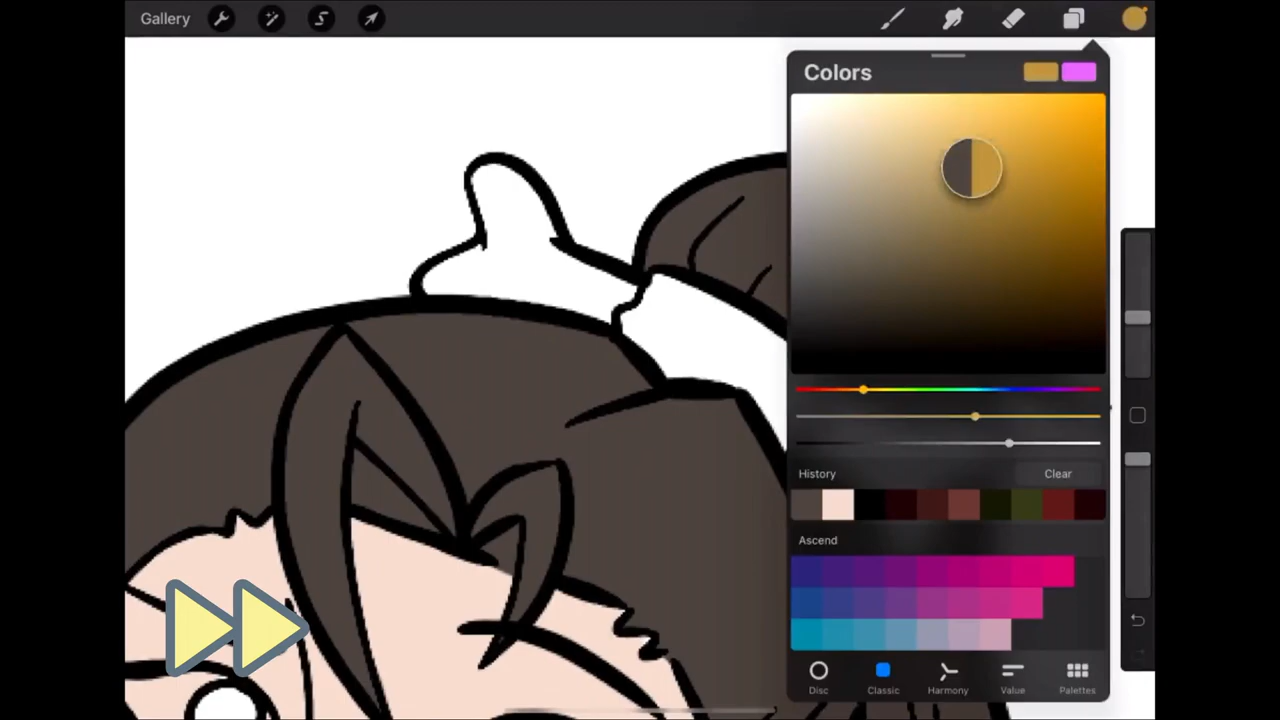 Gallery
Colors
History
Clear
Ascend
Disc
Classic
Harmony
Value
Palettes